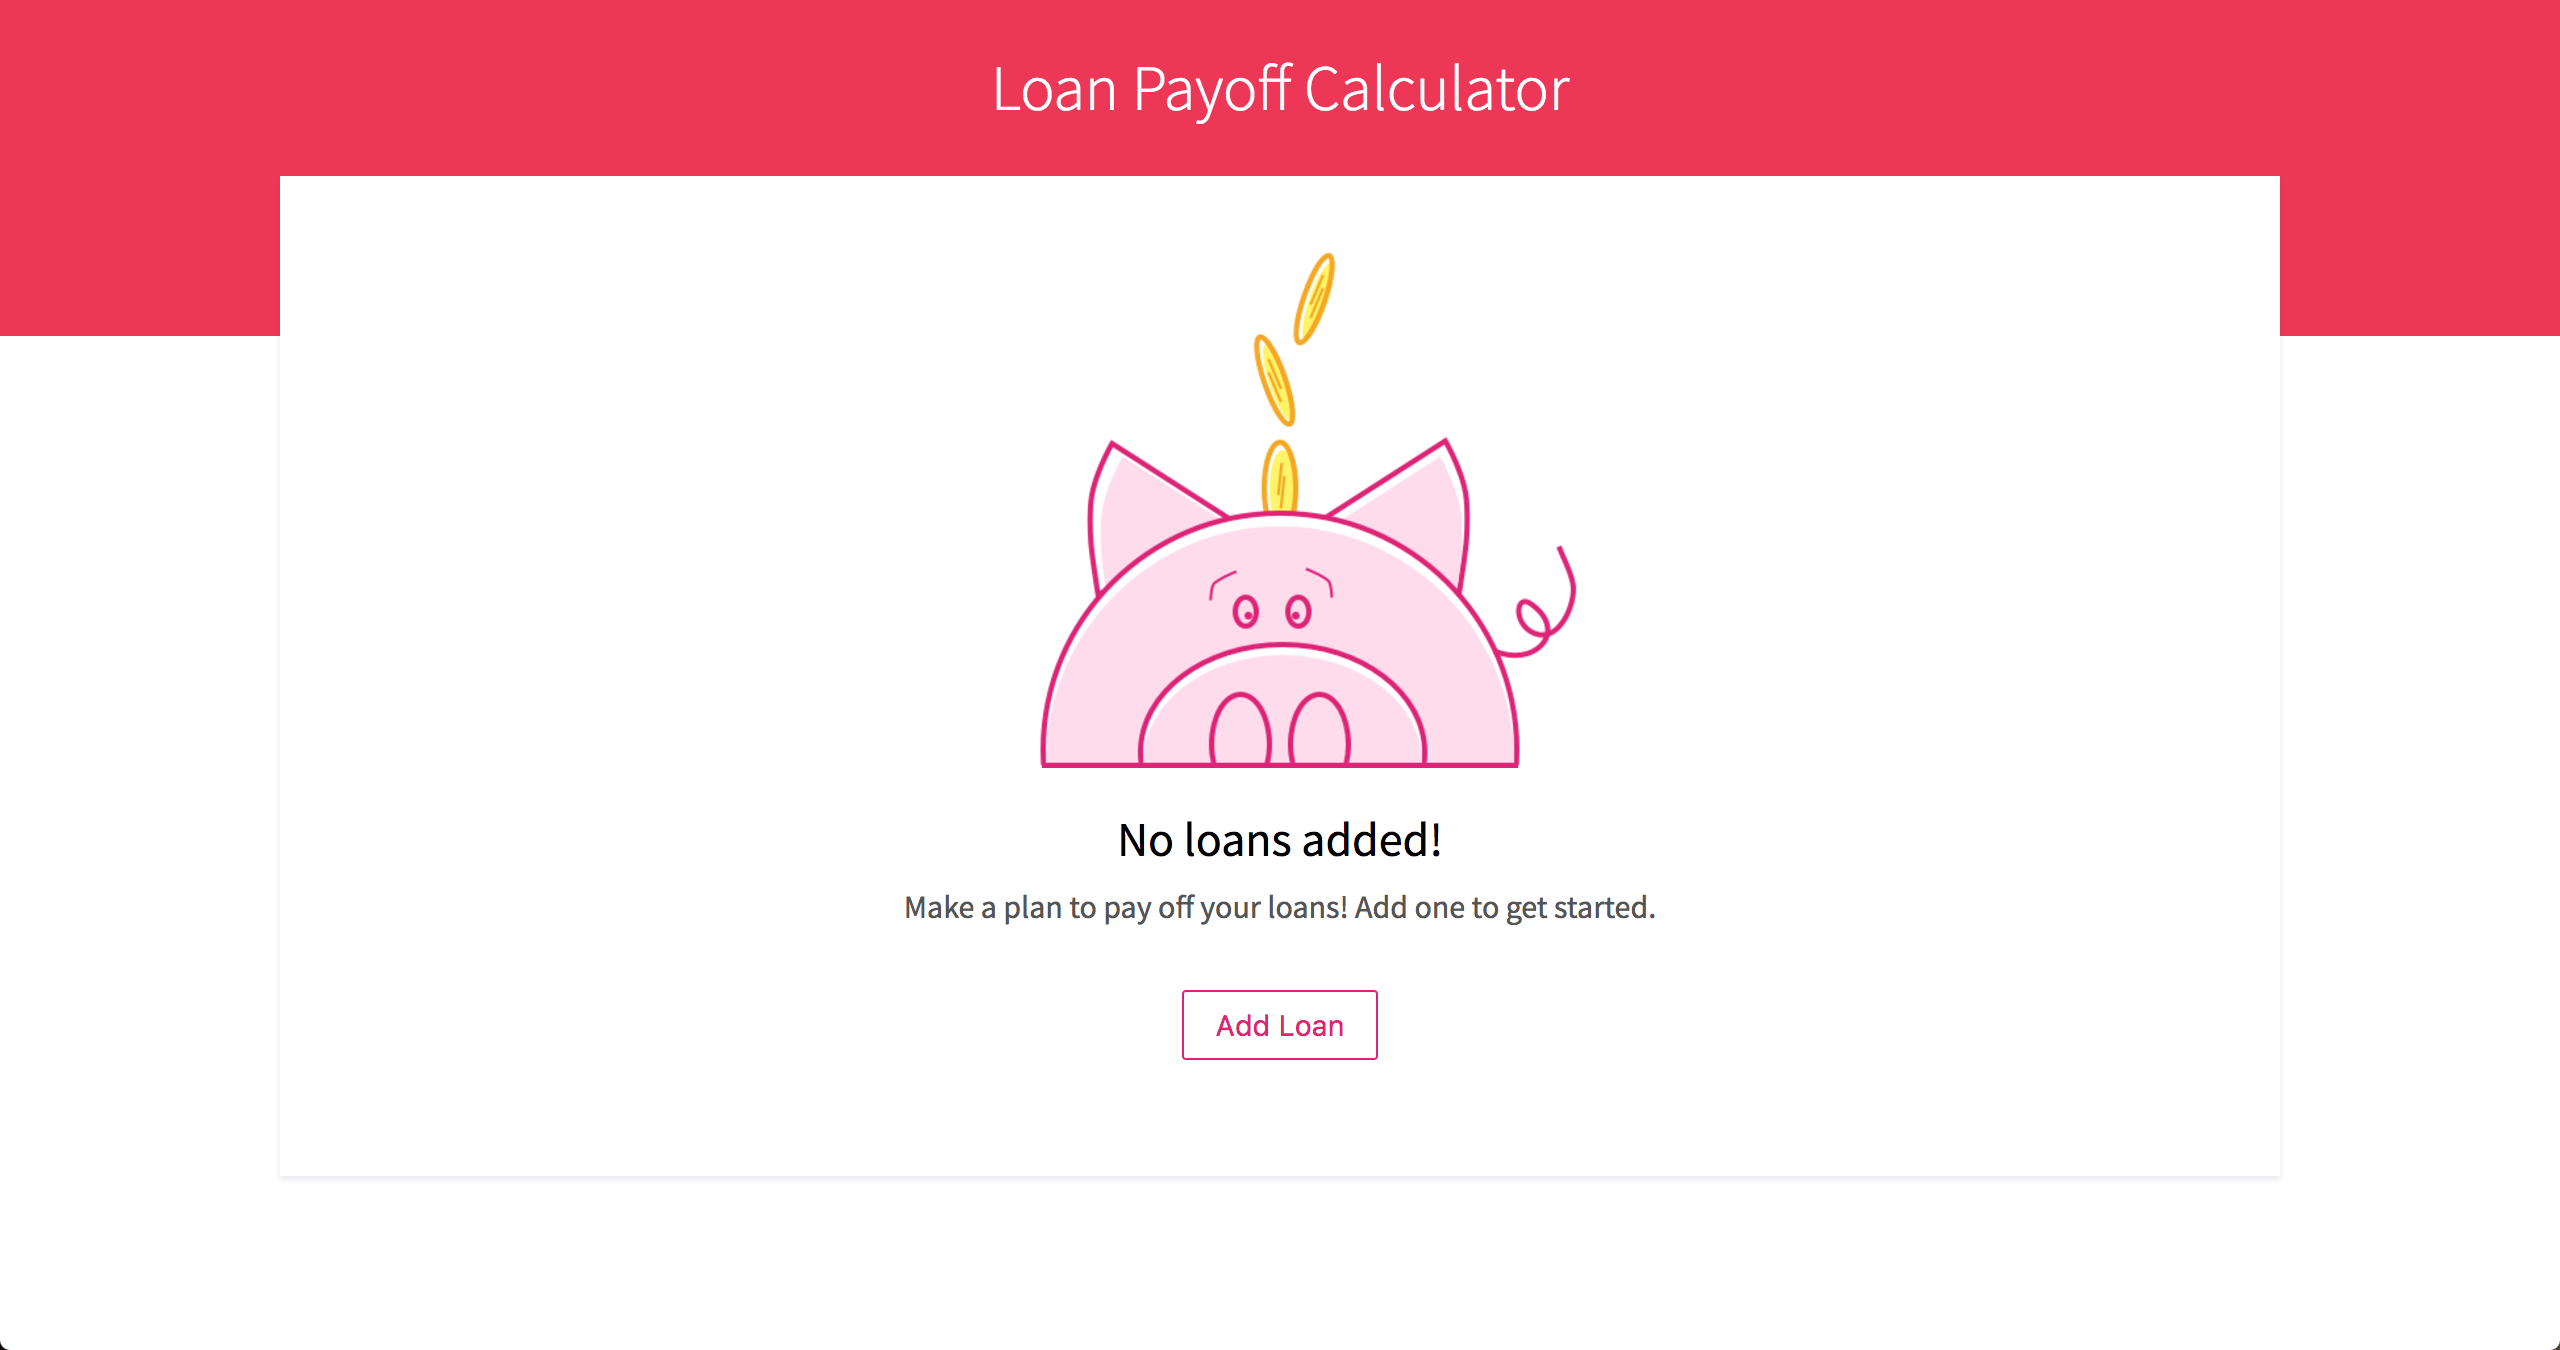 Loan Payoff Calculator
No loans added!
Make a plan to pay off your loans! Add one to get started.
Add Loan